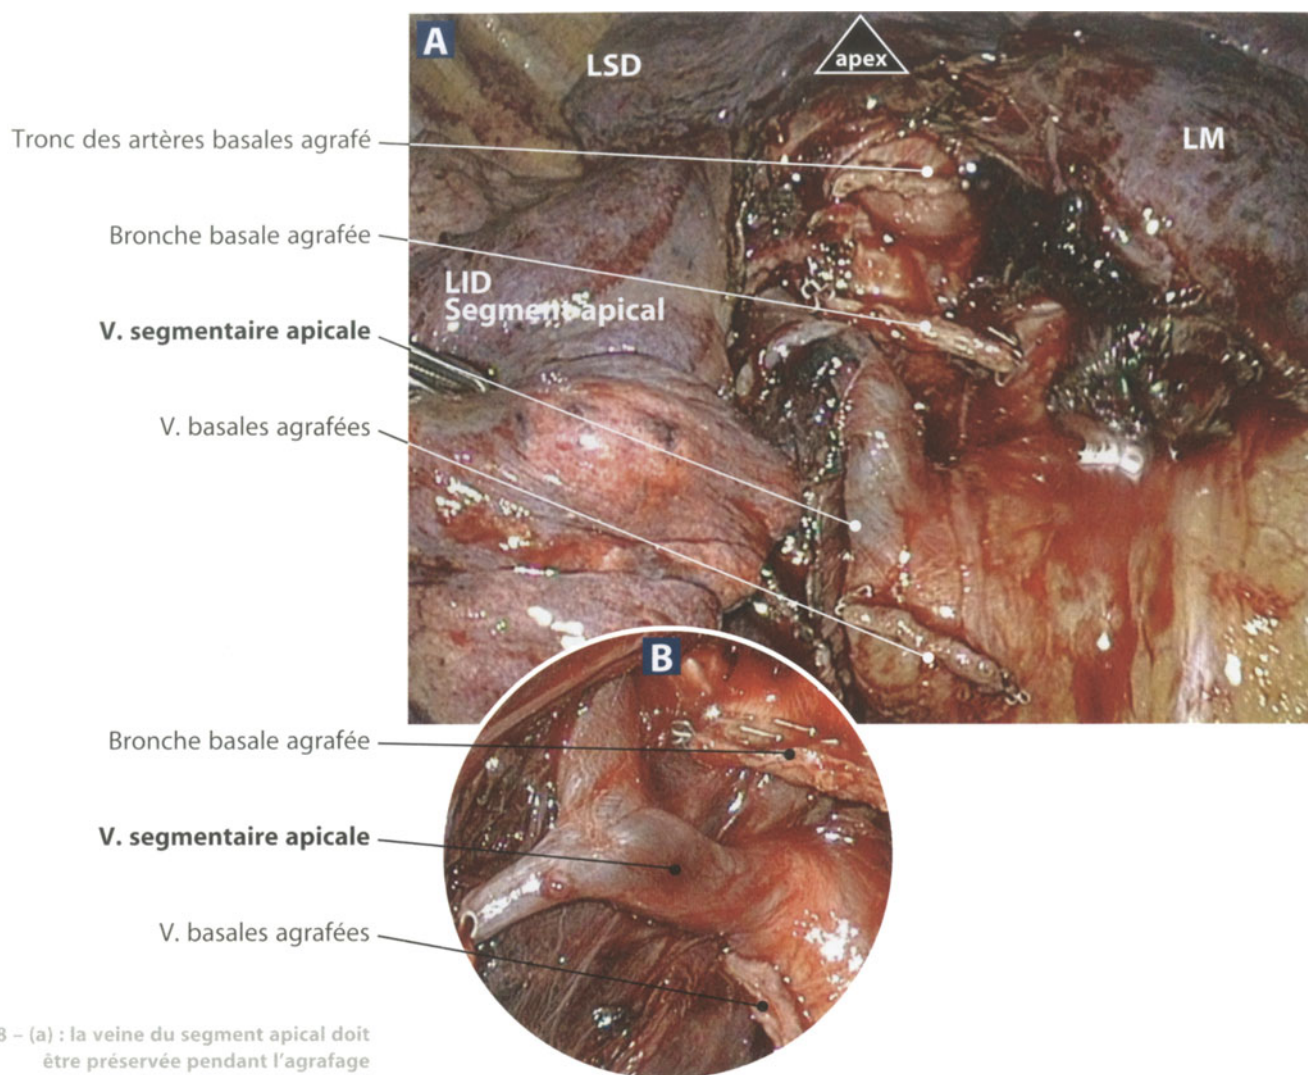 A
LSD
apex
LM
Tronc des artères basales agrafé
Bronche basale agrafée
LID
Segment apical
V. segmentaire apicale
V. basales agrafées
B
Bronche basale agrafée
V. segmentaire apicale
V. basales agrafées
8 – (a) : la veine du segment apical doit
être préservée pendant l'agrafage